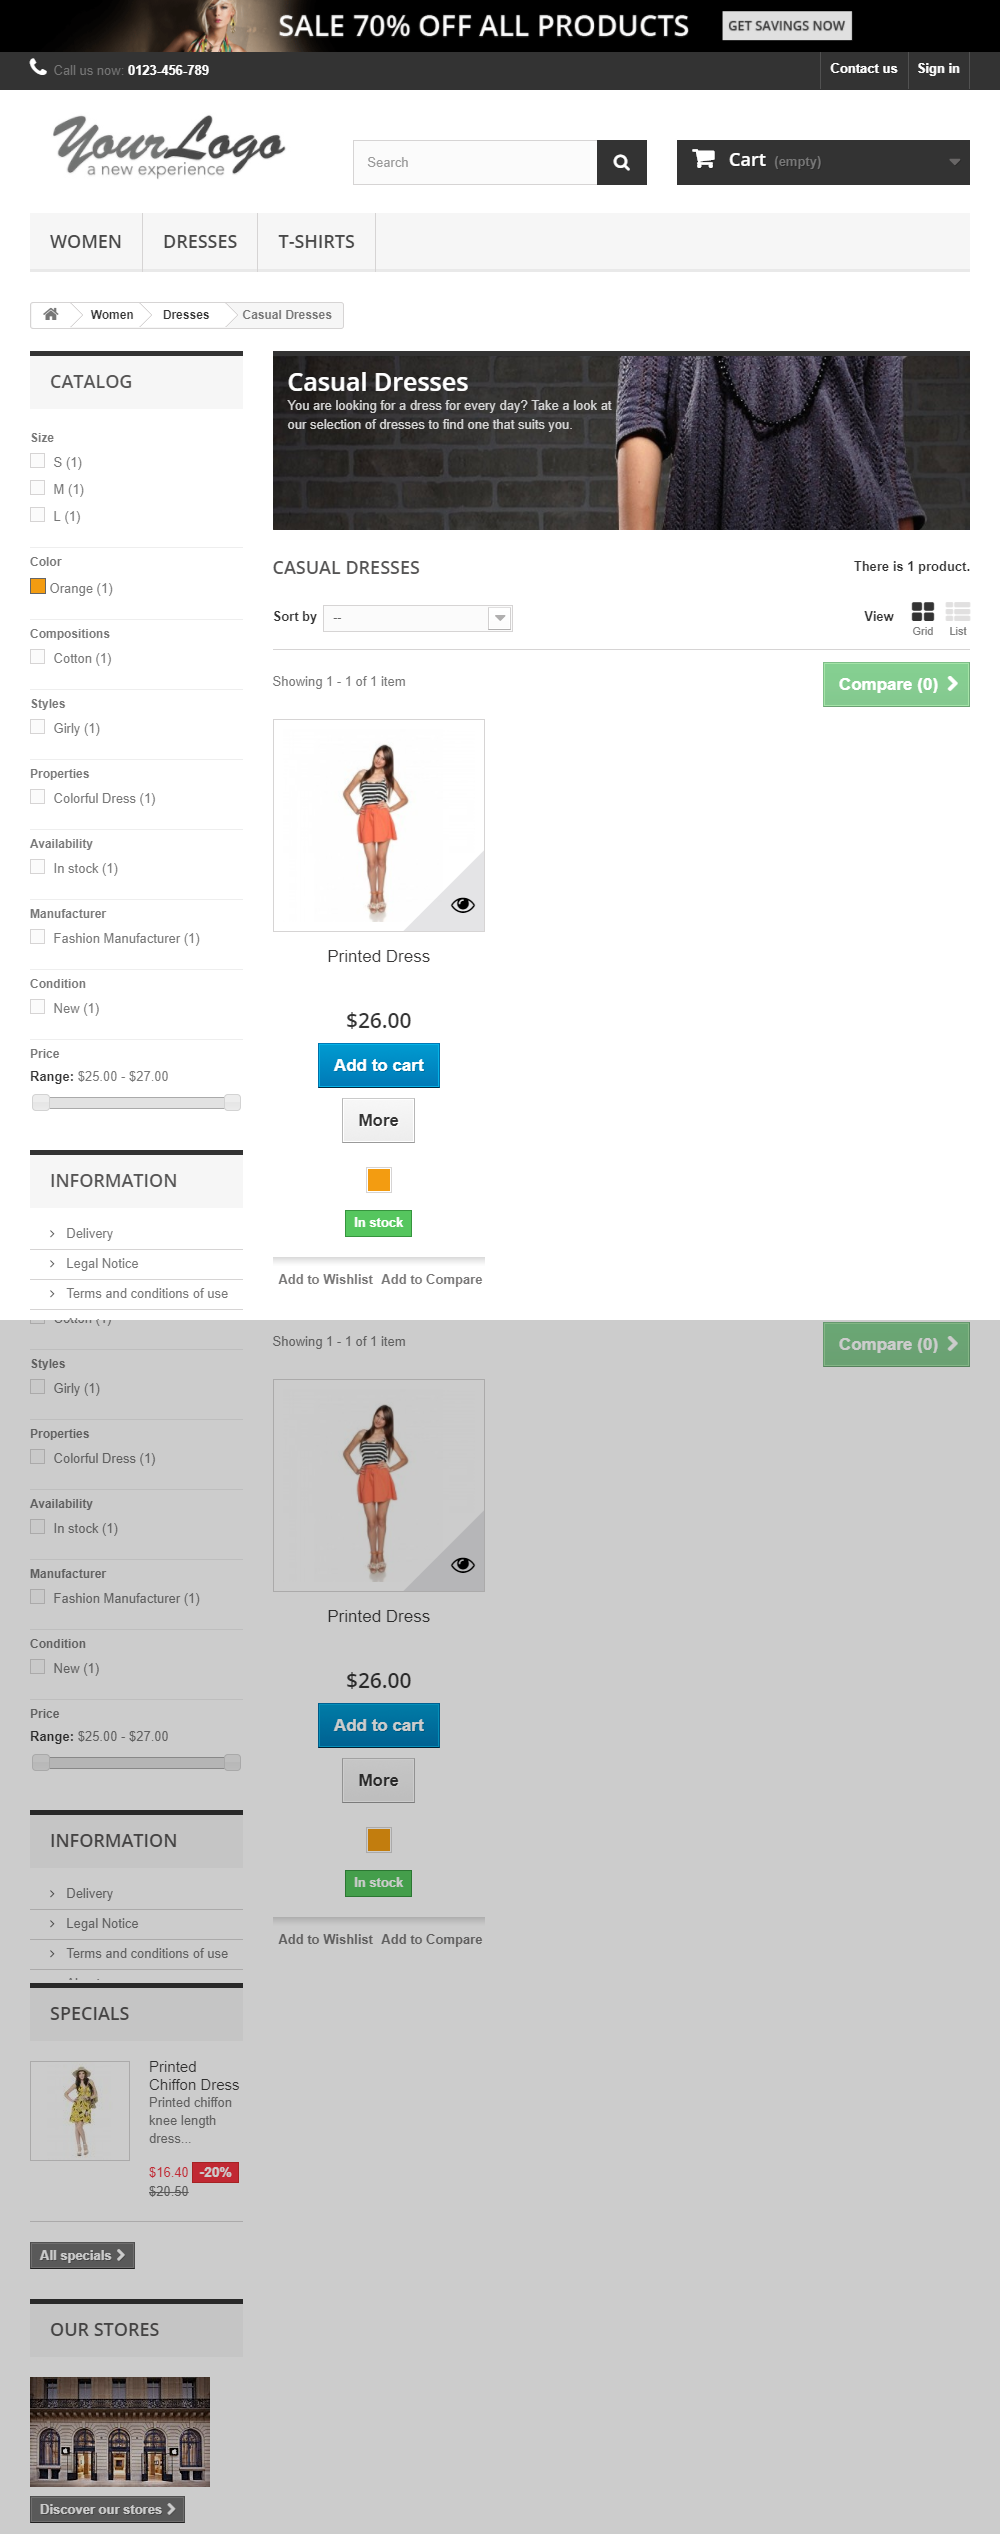 SALE 70% OFF ALL PRODUCTS GET SAVINGS NOW
Call us now: 0123-456-789 Contact us Sign in
YourLogo
a new experience
Search
Cart (empty)
WOMEN DRESSES T-SHIRTS
Women Dresses Casual Dresses
CATALOG
Size
S (1)
M (1)
L (1)
Color
Orange (1)
Compositions
Cotton (1)
Styles
Girly (1)
Properties
Colorful Dress (1)
Availability
In stock (1)
Manufacturer
Fashion Manufacturer (1)
Condition
New (1)
Price
Range: $25.00 - $27.00
INFORMATION
Delivery
Legal Notice
Terms and conditions of use
Casual Dresses
You are looking for a dress for every day? Take a look at
our selection of dresses to find one that suits you.
CASUAL DRESSES There is 1 product.
Sort by -- View Grid List
Showing 1 - 1 of 1 item Compare (0)
Printed Dress
$26.00
Add to cart
More
In stock
Add to Wishlist Add to Compare
Cotton (1)
Styles
Girly (1)
Properties
Colorful Dress (1)
Availability
In stock (1)
Manufacturer
Fashion Manufacturer (1)
Condition
New (1)
Price
Range: $25.00 - $27.00
INFORMATION
Delivery
Legal Notice
Terms and conditions of use
Showing 1 - 1 of 1 item Compare (0)
Printed Dress
$26.00
Add to cart
More
In stock
Add to Wishlist Add to Compare
SPECIALS
Printed
Chiffon Dress
Printed chiffon
knee length
dress...
$16.40 -20%
$20.50
All specials
OUR STORES
Discover our stores